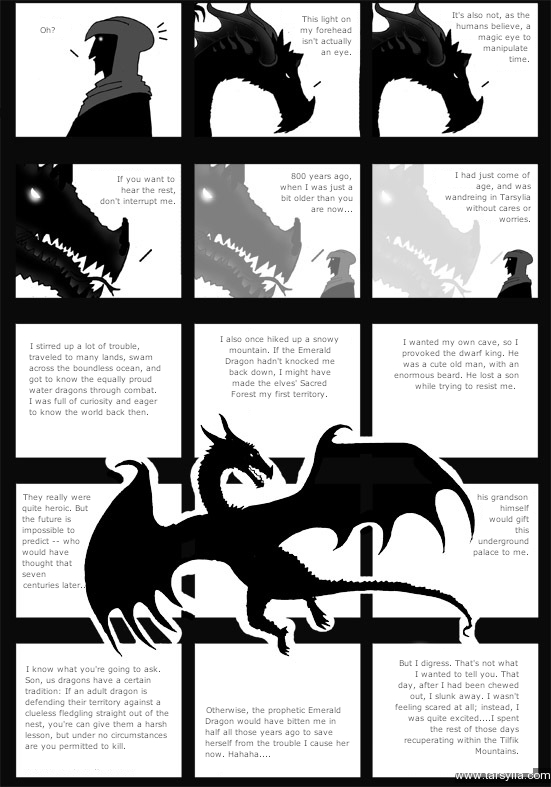 Oh?
This light on
my forehead
isn't actually
an eye.
It's also not, as the
humans believe, a
magic eye to
manipulate
time.
If you want to
hear the rest,
don't interrupt me.
800 years ago,
when I was just a
bit older than you
are now...
I had just come of
age, and was
wandreing in Tarsylia
without cares or
worries.
I stirred up a lot of trouble,
traveled to many lands, swam
across the boundless ocean, and
got to know the equally proud
water dragons through combat.
I was full of curiosity and eager
to know the world back then.
I also once hiked up a snowy
mountain. If the Emerald
Dragon hadn't knocked me
back down, I might have
made the elves' Sacred
Forest my first territory.
I wanted my own cave, so I
provoked the dwarf king. He
was a cute old man, with an
enormous beard. He lost a son
while trying to resist me.
They really were
quite heroic. But
the future is
impossible to
predict -- who
would have
thought that
seven
centuries later..
his grandson
himself
would gift
this
underground
palace to me.
I know what you're going to ask.
Son, us dragons have a certain
tradition: If an adult dragon is
defending their territory against a
clueless fledgling straight out of the
nest, you're can give them a harsh
lesson, but under no circumstances
are you permitted to kill.
Otherwise, the prophetic Emerald
Dragon would have bitten me in
half all those years ago to save
herself from the trouble I cause her
now. Hahaha....
But I digress. That's not what
I wanted to tell you. That
day, after I had been chewed
out, I slunk away. I wasn't
feeling scared at all; instead, I
was quite excited....I spent
the rest of those days
recuperating within the Tilfik
Mountains.
www.tarsylia.com